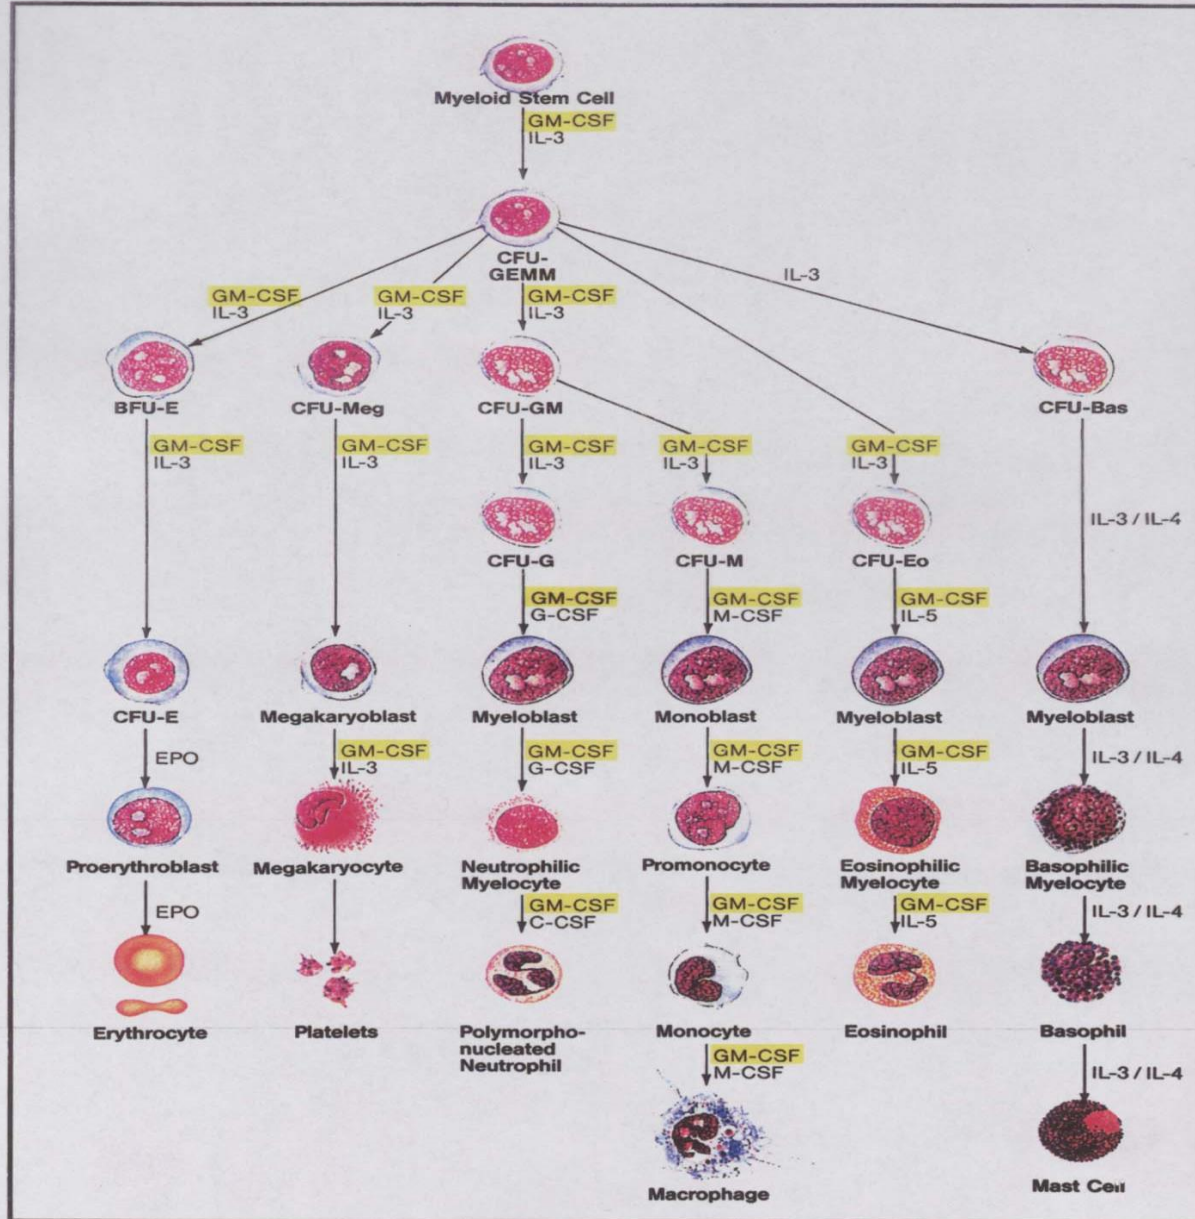 Myeloid Stem Cell
GM-CSF
IL-3
CFU-
GEMM
GM-CSF
IL-3
GM-CSF
IL-3
GM-CSF
IL-3
IL-3
BFU-E
CFU-Meg
CFU-GM
CFU-Bas
GM-CSF
IL-3
GM-CSF
IL-3
GM-CSF
IL-3
GM-CSF
IL-3
GM-CSF
IL-3
IL-3 / IL-4
CFU-G
CFU-M
CFU-Eo
GM-CSF
G-CSF
GM-CSF
M-CSF
GM-CSF
IL-5
CFU-E
Megakaryoblast
Myeloblast
Monoblast
Myeloblast
Myeloblast
EPO
GM-CSF
IL-3
GM-CSF
G-CSF
GM-CSF
M-CSF
GM-CSF
IL-5
IL-3 / IL-4
Proerythroblast
Megakaryocyte
Neutrophilic
Myelocyte
Promonocyte
Eosinophilic
Myelocyte
Basophilic
Myelocyte
EPO
GM-CSF
C-CSF
GM-CSF
M-CSF
GM-CSF
IL-5
IL-3 / IL-4
Erythrocyte
Platelets
Polymorpho-
nucleated
Neutrophil
Monocyte
Eosinophil
Basophil
GM-CSF
M-CSF
IL-3 / IL-4
Macrophage
Mast Cell